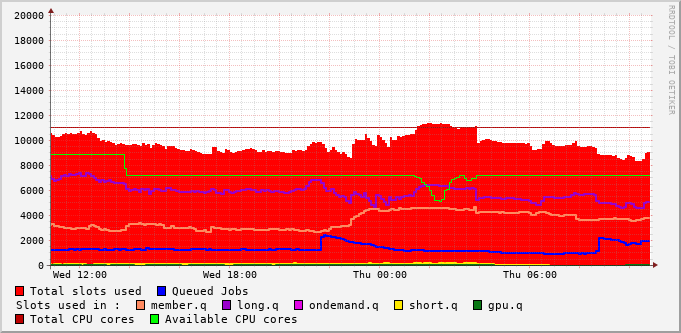 20000
18000
16000
14000
12000
10000
8000
6000
4000
2000
0
Wed 12:00 Wed 18:00 Thu 00:00 Thu 06:00
RRDTOOL / TOBI OETIKER
Total slots used Queued Jobs
Slots used in : member.q long.q ondemand.q short.q gpu.q
Total CPU cores Available CPU cores